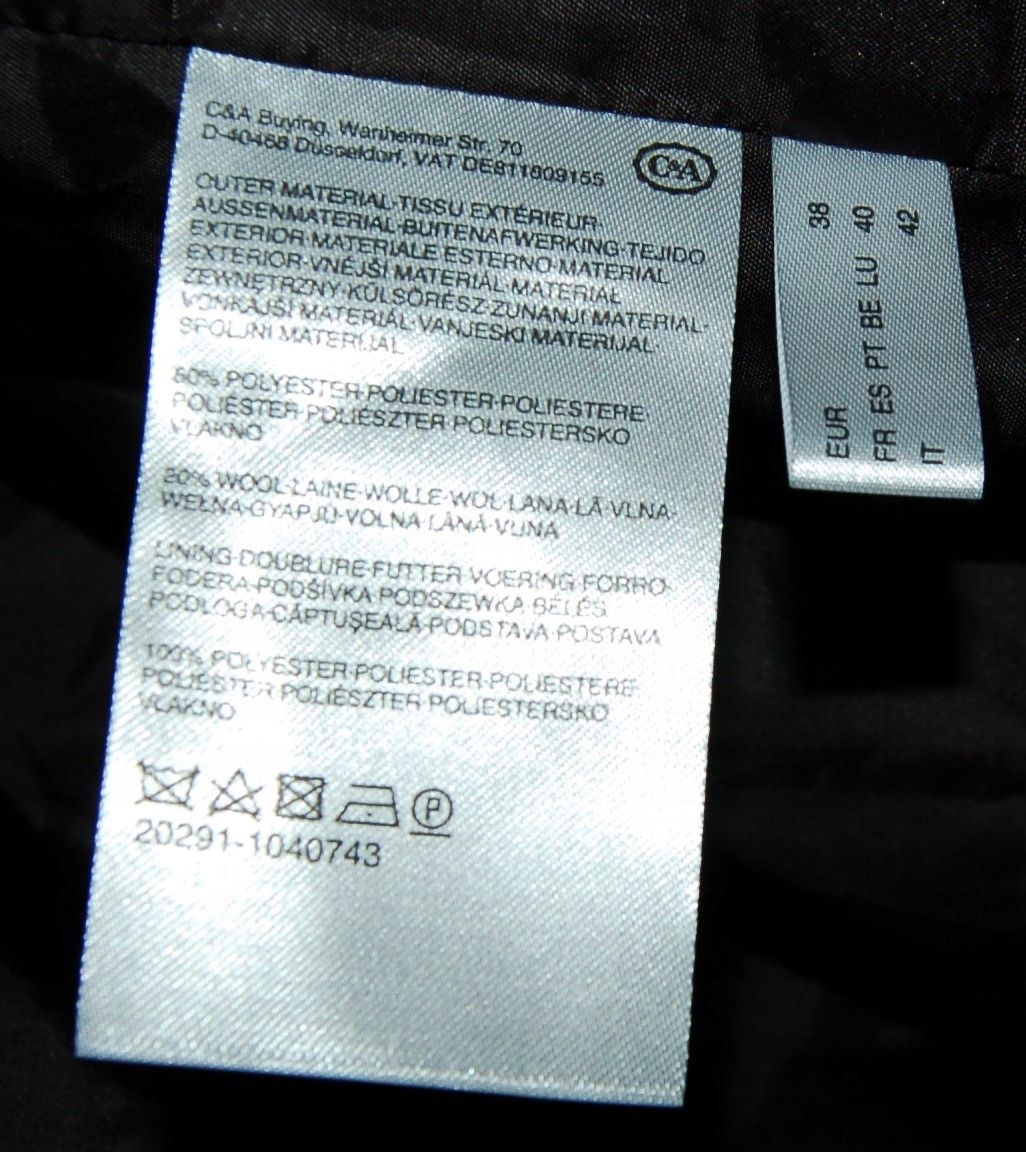 C&A Buying, Wanheimer Str. 70
D-40468 Düsseldorf, VAT DE811809155
C&A
OUTER MATERIAL·TISSU EXTÉRIEUR·
AUSSENMATERIAL·BUITENAFWERKING·TEJIDO
EXTERIOR·MATERIALE ESTERNO·MATERIAL
EXTERIOR·VNĚJŠÍ MATERIÁL·MATERIAŁ
ZEWNĘTRZNY·KÜLSŐRÉSZ·ZUNANJI MATERIAL·
VONKAJŠÍ MATERIÁL·VANJESKI MATERIJAL·
SPOLJNI MATERIJAL
POLYESTER·POLIESTER·POLIESTERE·
POLIÉSTER·POLIÉSZTER·POLIESTERSKO
VLAKNO
20% WOOL·LAINE·WOLLE·WOL·LANA·LÃ·VLNA·
WEŁNA·GYAPJÚ·VOLNA·LÂNĂ·VUNA
LINING·DOUBLURE·FUTTER·VOERING·FORRO·
FODERA·PODŠÍVKA·PODSZEWKA·BÉLÉS·
PODLOGA·CĂPTUŞEALĂ·PODSTAVA·POSTAVA
100% POLYESTER·POLIESTER·POLIESTERE·
POLIÉSTER·POLIÉSZTER·POLIESTERSKO
VLAKNO
P
20291-1040743
EUR 38
FR ES PT BE LU 40
IT 42